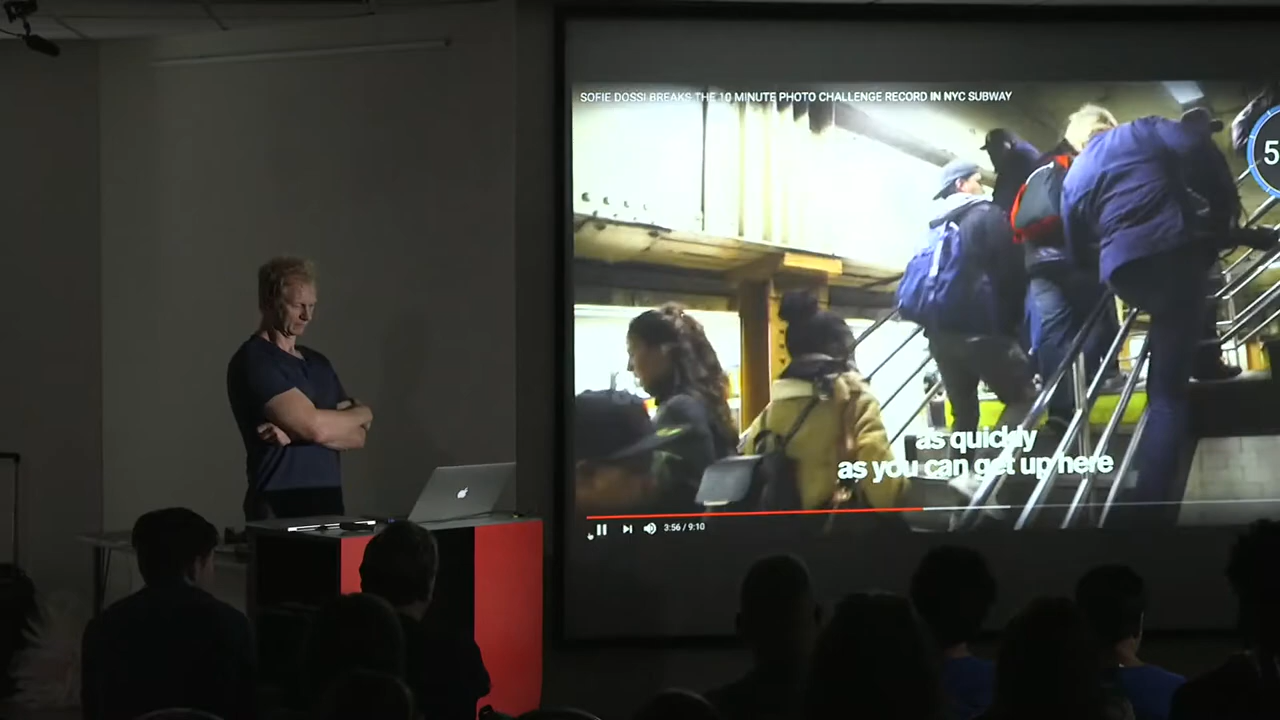 SOFIE DOSSI BREAKS THE 10 MINUTE PHOTO CHALLENGE RECORD IN NYC SUBWAY
5
as quickly
as you can get up here
3:56 / 9:10